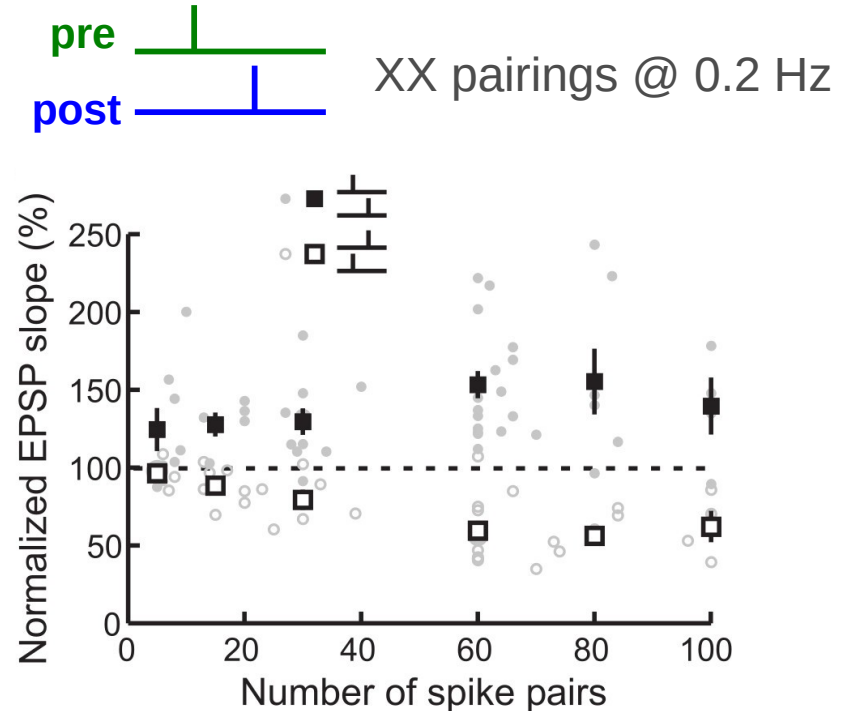 pre
post
XX pairings @ 0.2 Hz
Normalized EPSP slope (%)
250
200
150
100
50
0
0 20 40 60 80 100
Number of spike pairs